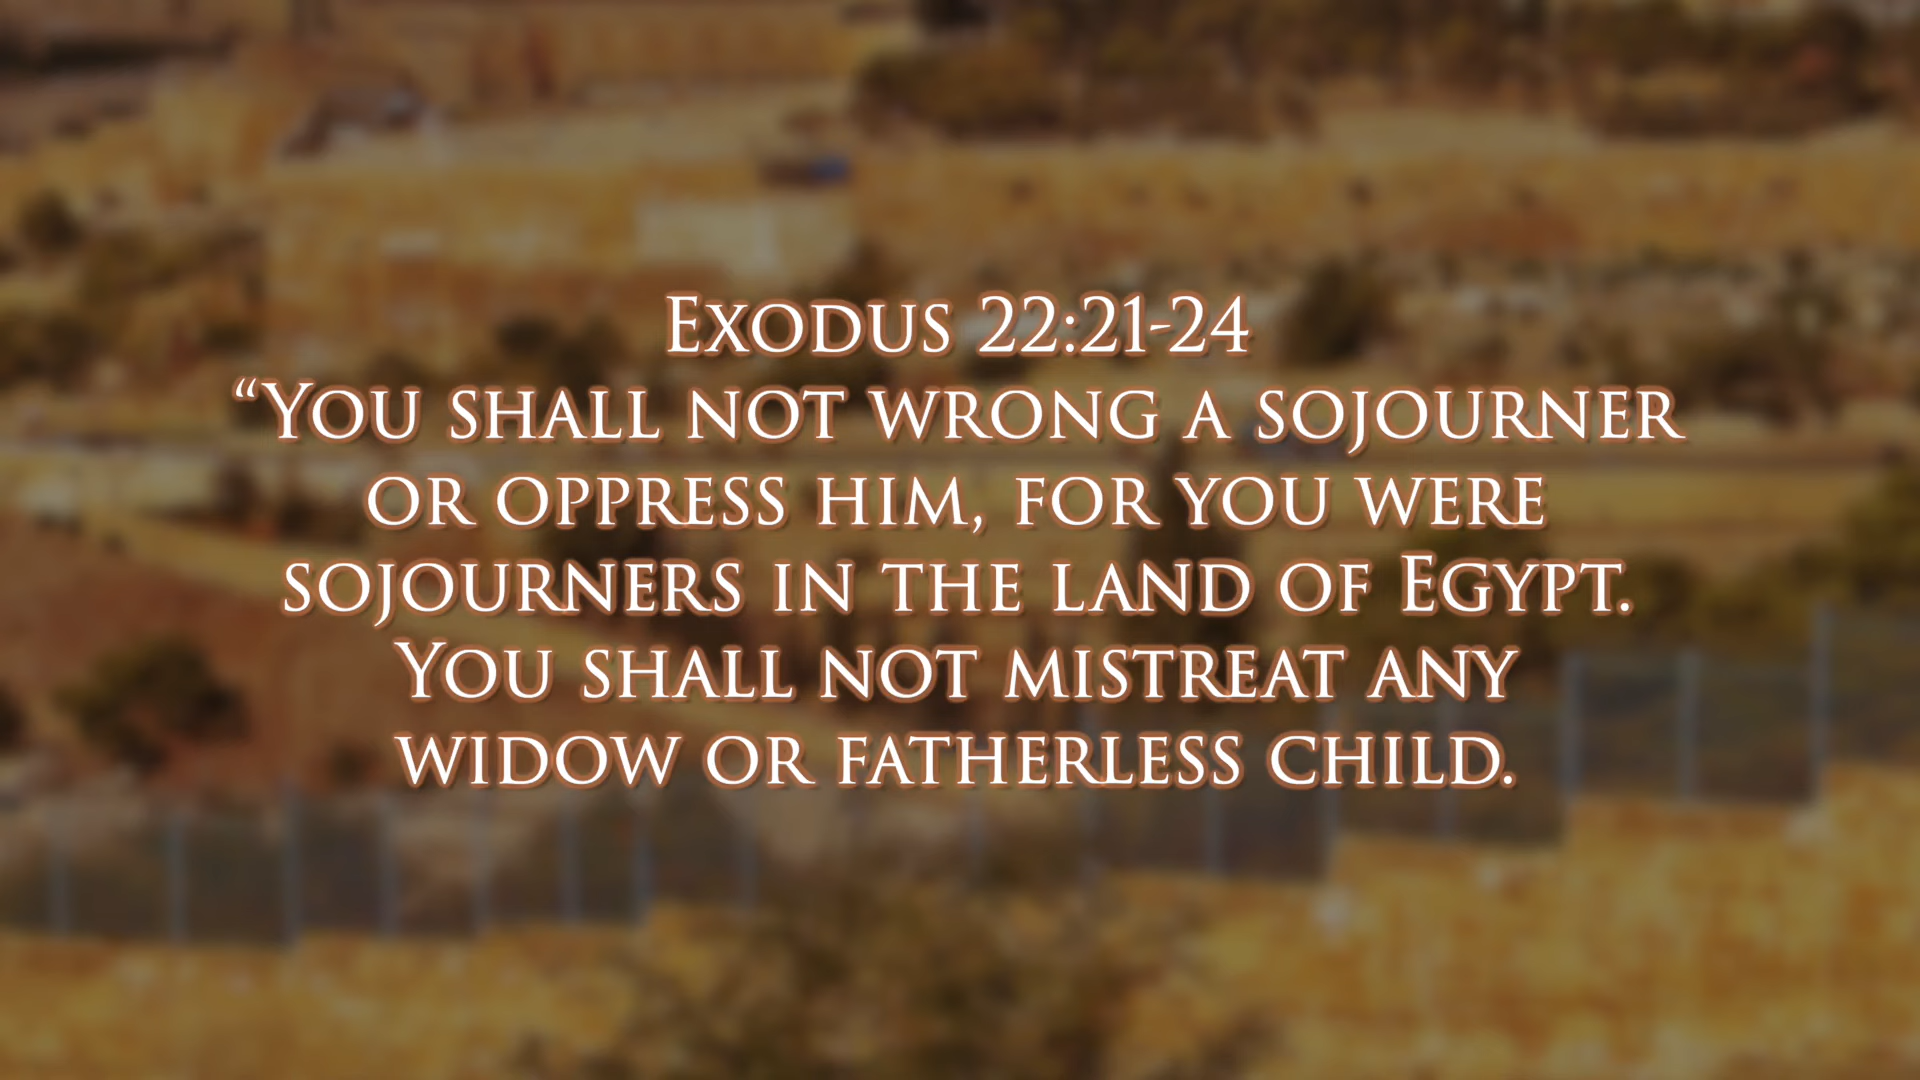 Exodus 22:21-24
“You shall not wrong a sojourner
or oppress him, for you were
sojourners in the land of Egypt.
You shall not mistreat any
widow or fatherless child.